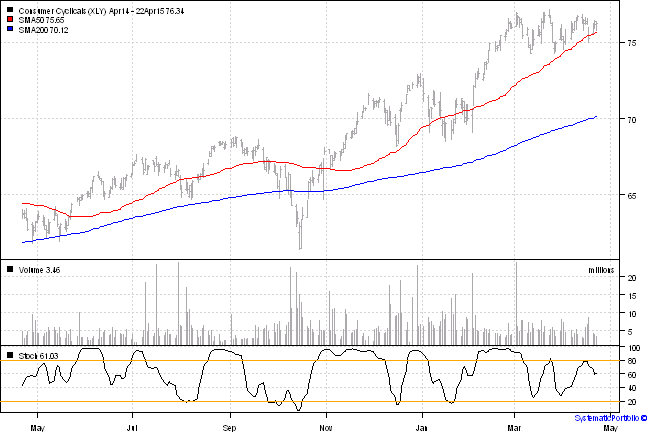 Consumer Cyclicals (XLY) Apr14 - 22Apr15 76.34
SMA50 75.65
SMA200 70.12
75
70
65
Volume 3.46
millions
20
15
10
5
Stock 61.03
100
80
60
40
20
May Jul Sep Nov Jan Mar May
SystematicPortfolio ©